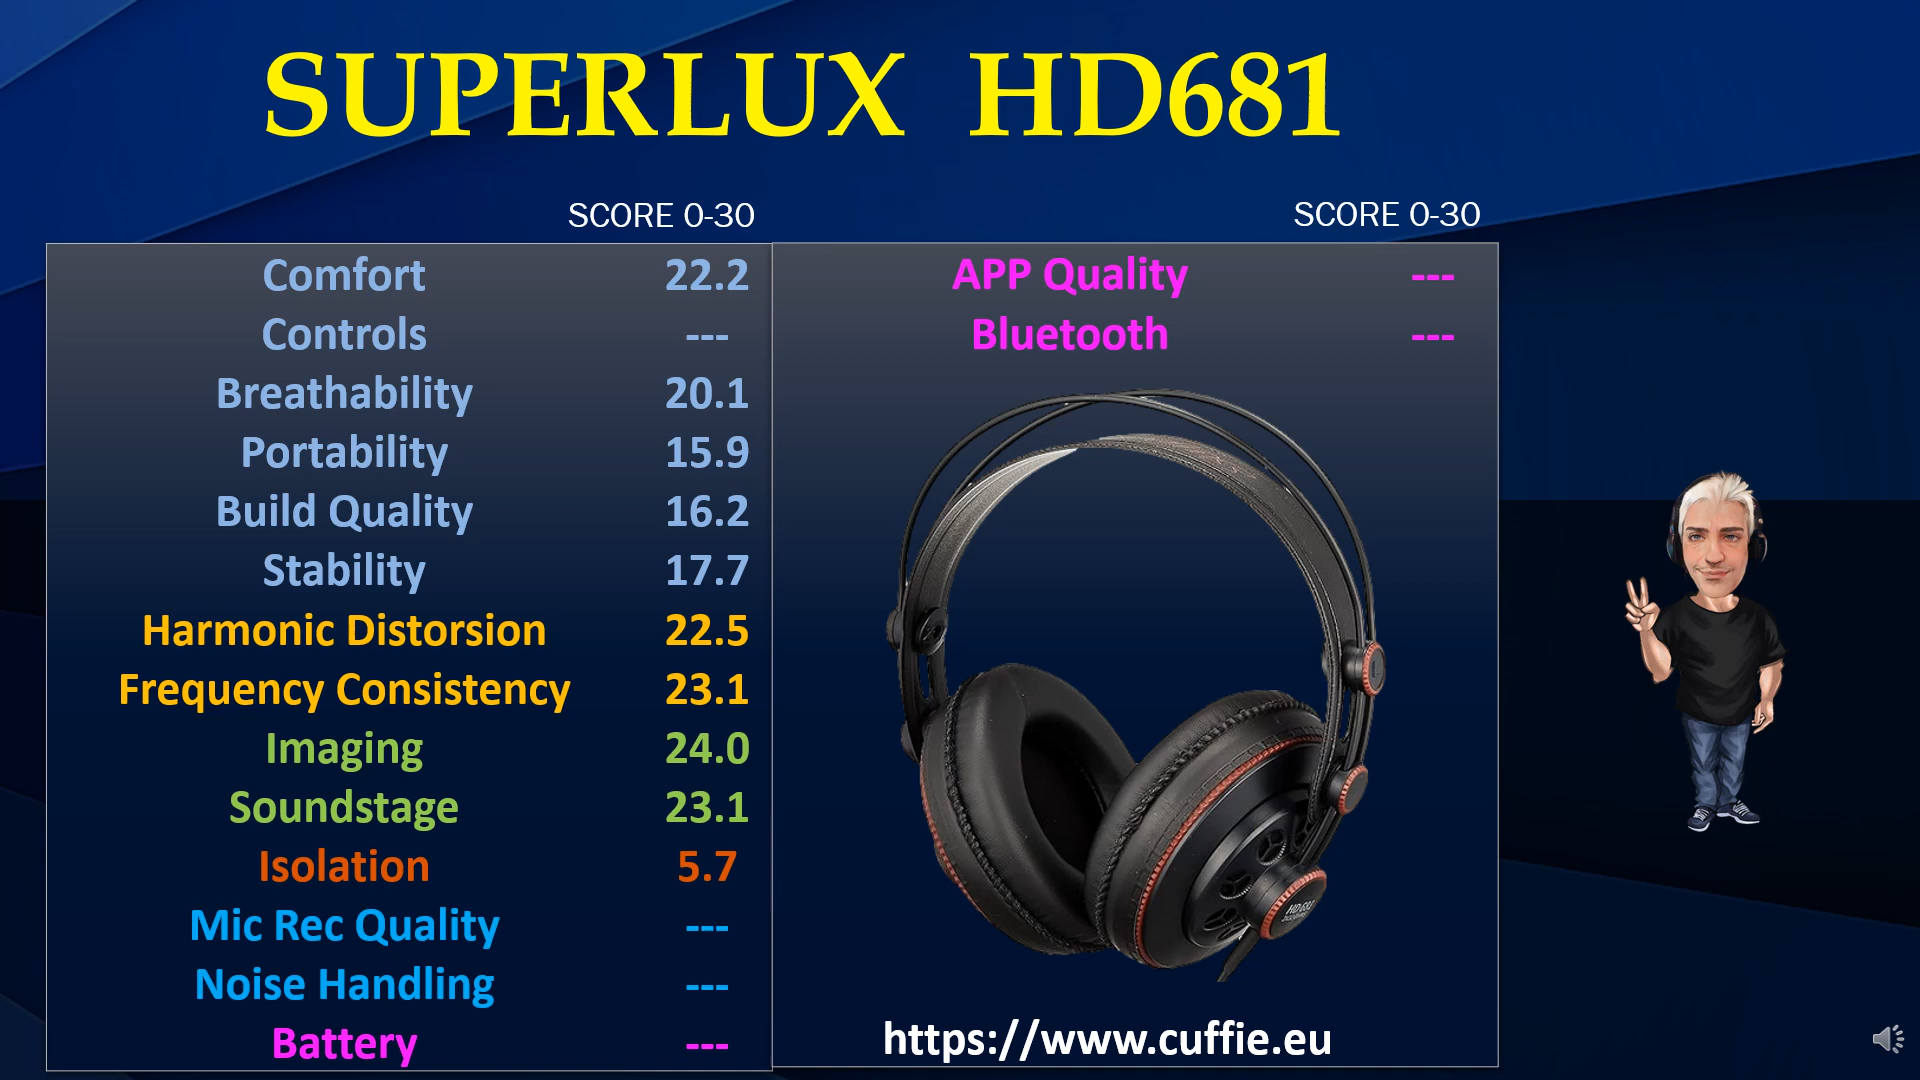 SUPERLUX HD681
SCORE 0-30
SCORE 0-30
Comfort 22.2
Controls ---
Breathability 20.1
Portability 15.9
Build Quality 16.2
Stability 17.7
Harmonic Distorsion 22.5
Frequency Consistency 23.1
Imaging 24.0
Soundstage 23.1
Isolation 5.7
Mic Rec Quality ---
Noise Handling ---
Battery ---
APP Quality ---
Bluetooth ---
HD 681
https://www.cuffie.eu